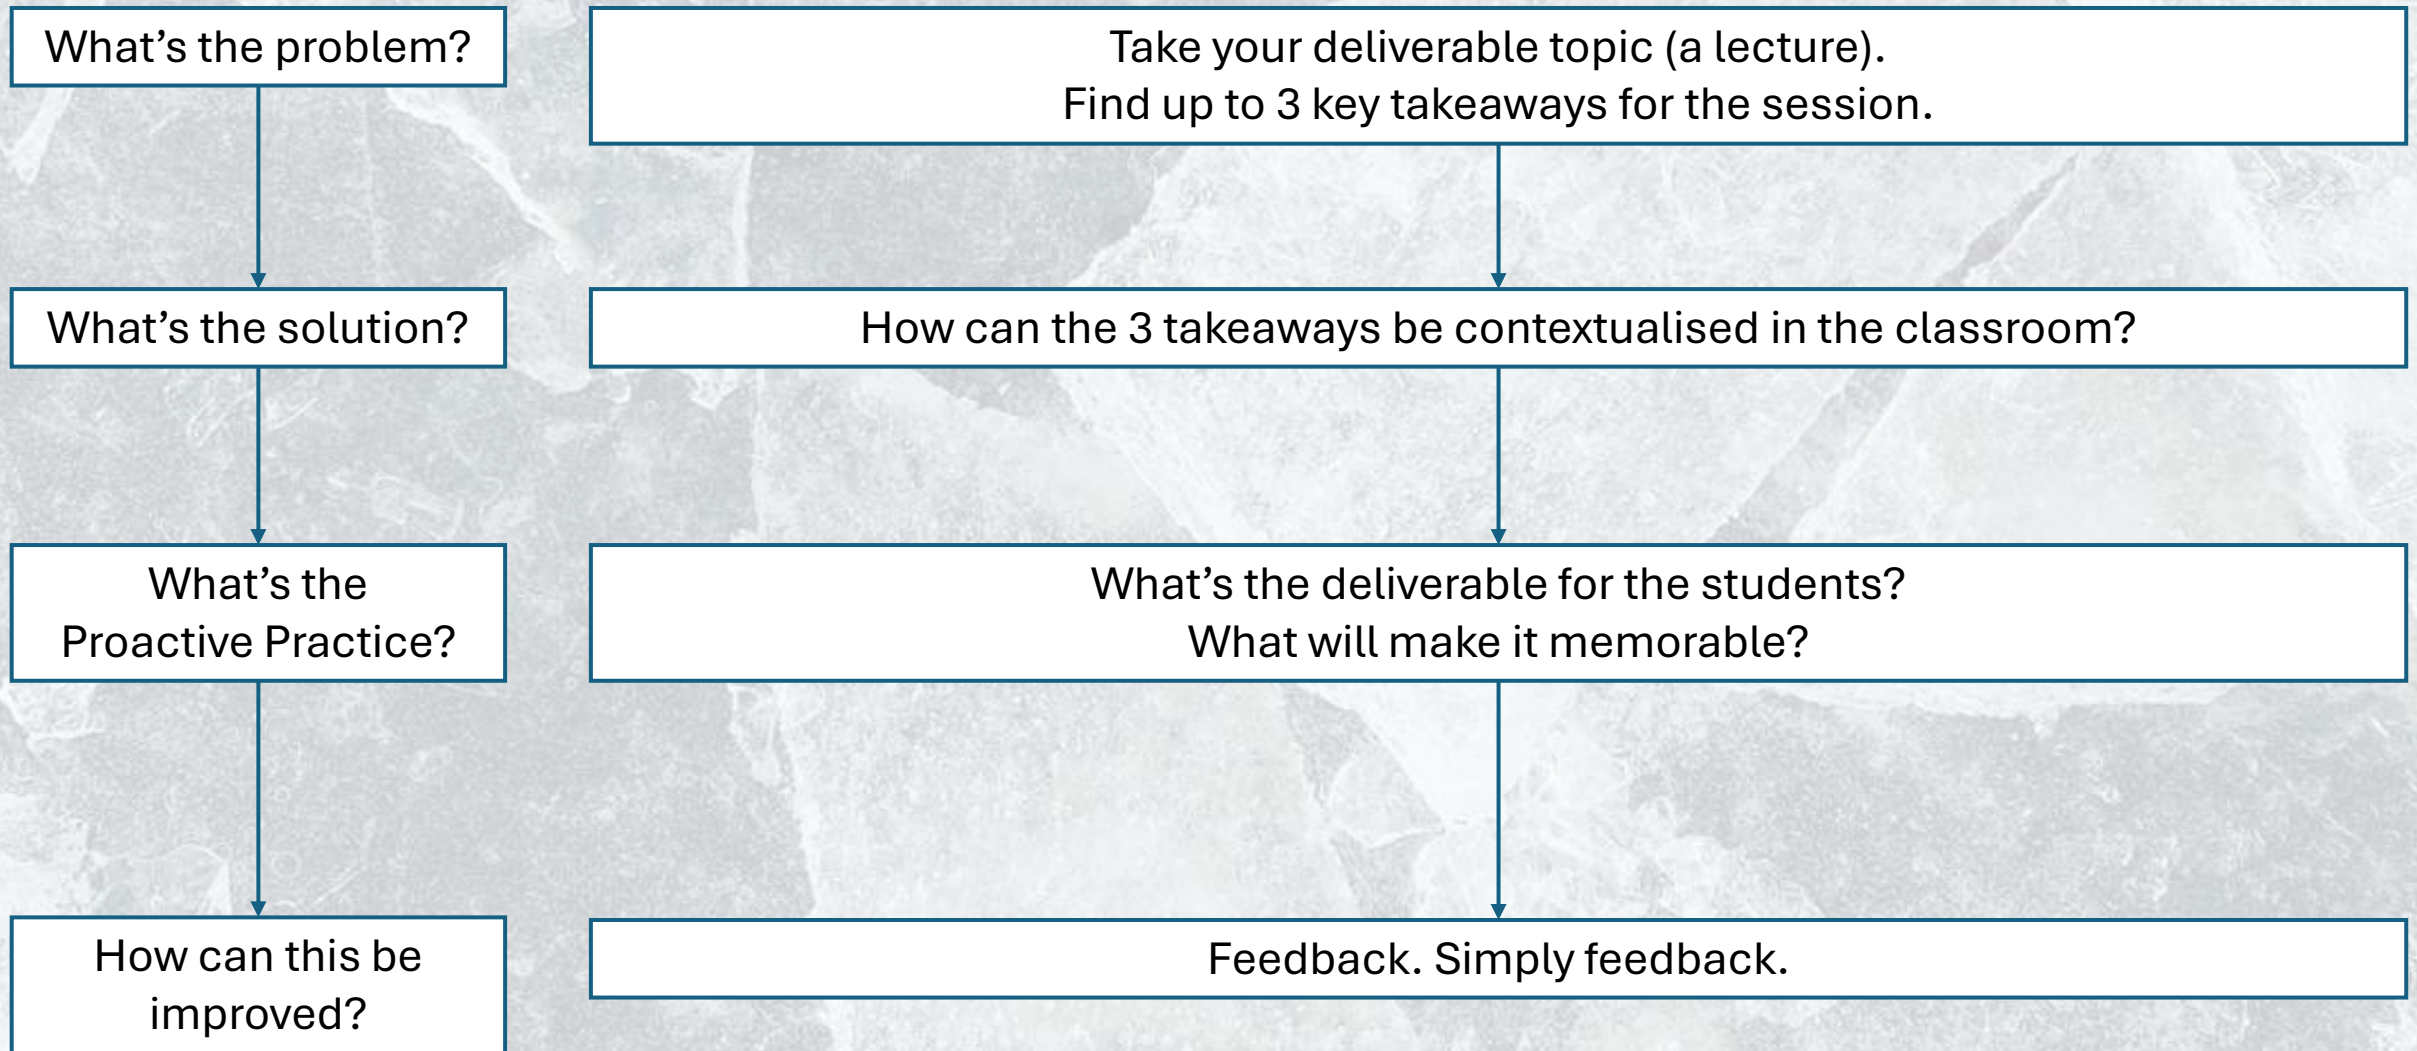 What’s the problem?
Take your deliverable topic (a lecture).
Find up to 3 key takeaways for the session.
What’s the solution?
How can the 3 takeaways be contextualised in the classroom?
What’s the
Proactive Practice?
What’s the deliverable for the students?
What will make it memorable?
How can this be
improved?
Feedback. Simply feedback.